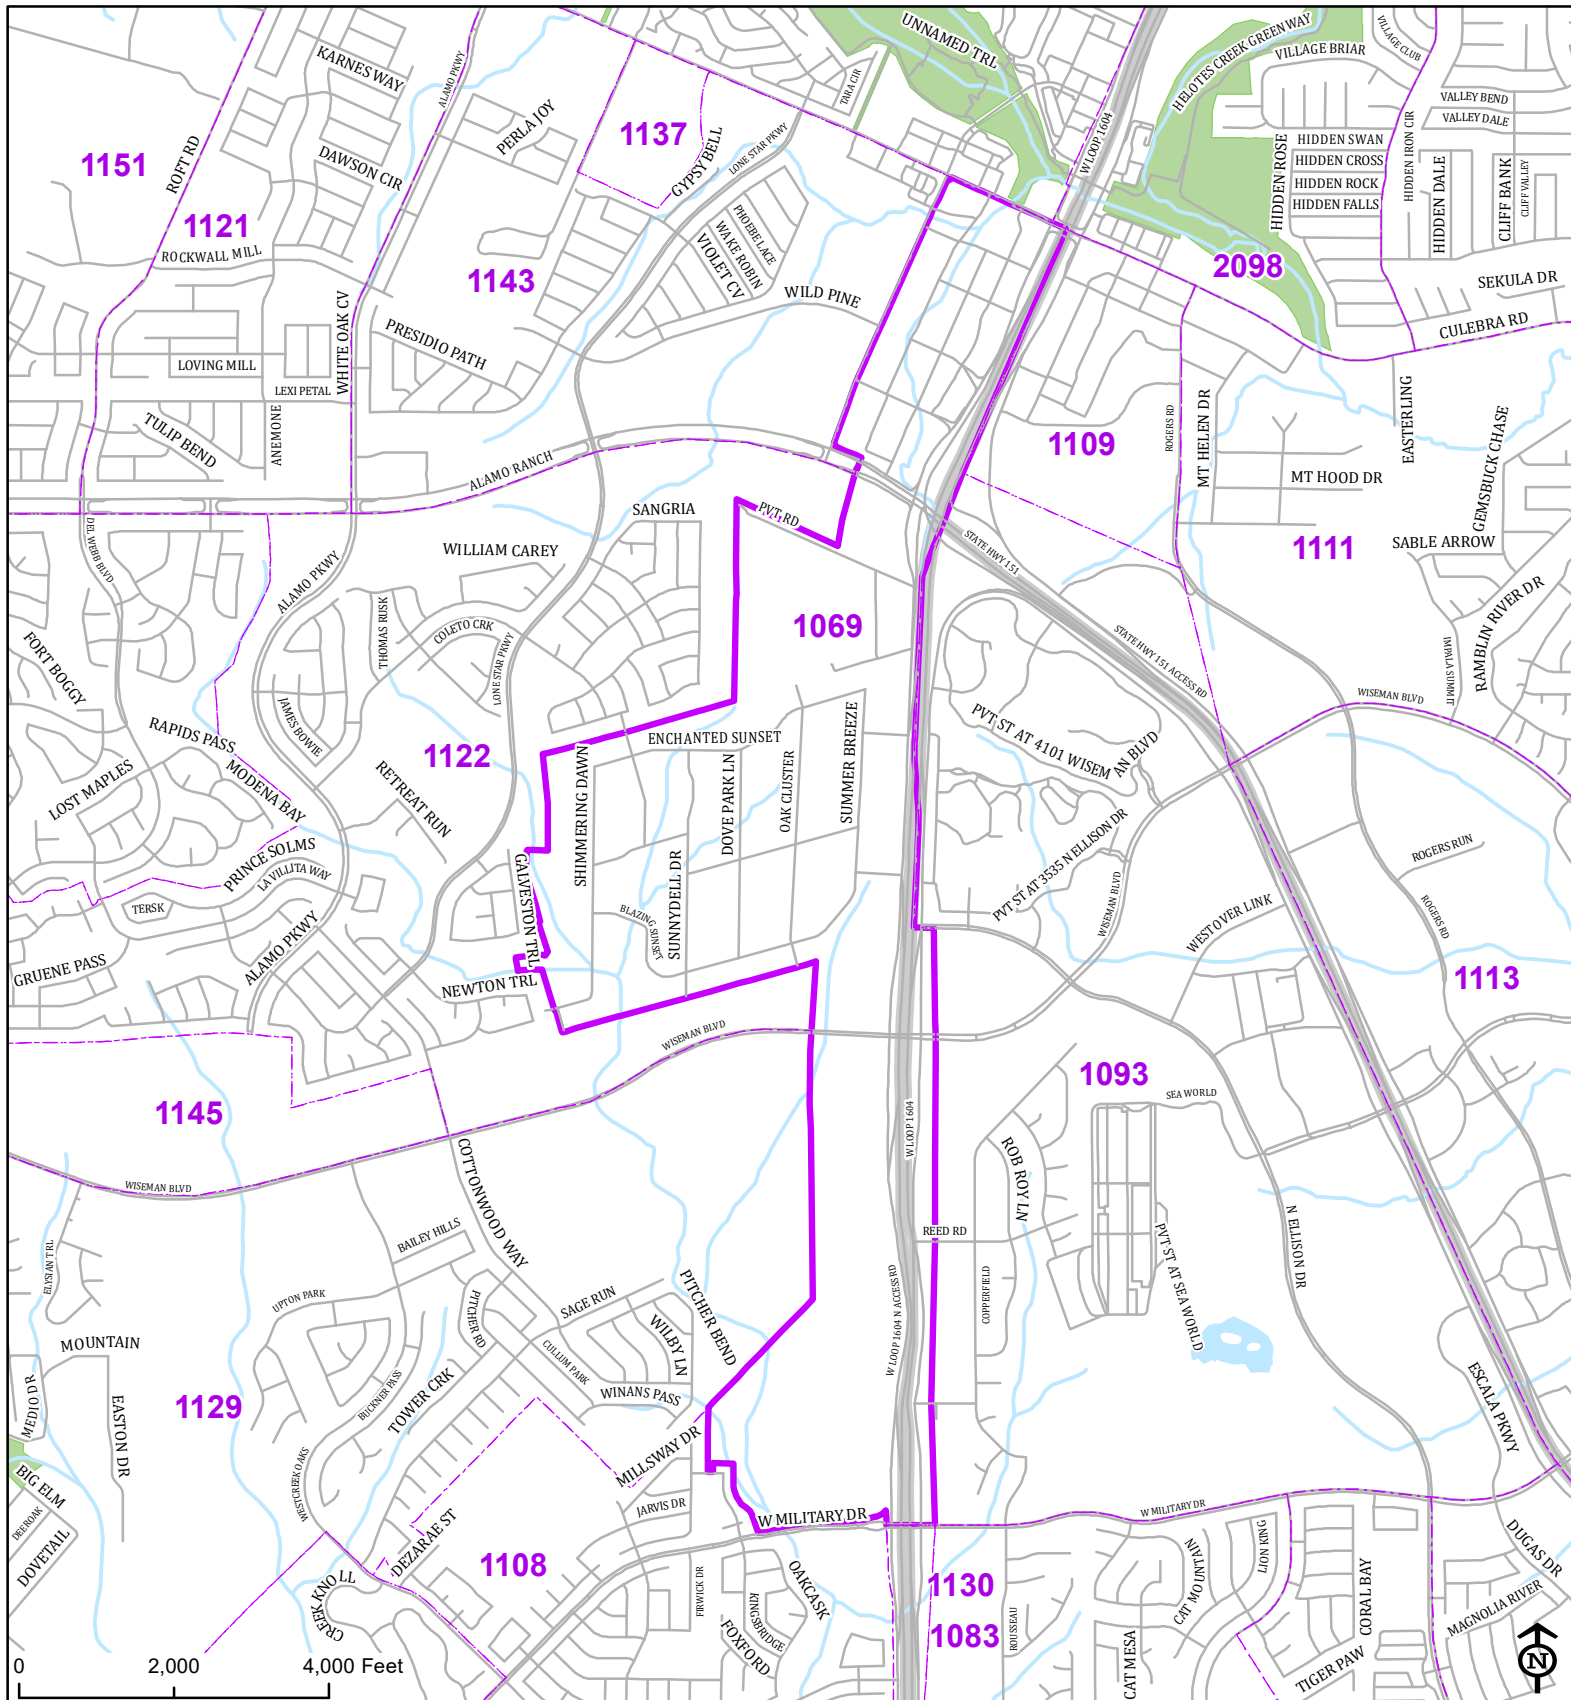 UNNAMED TRL
HELOTES CREEK GREENWAY
VILLAGE BRIAR
VILLAGE CLUB
KARNES WAY
ALAMO PKWY
TARA CIR
VALLEY BEND
VALLEY DALE
PERLA JOY
1137
GYPSY BELL
LONE STAR PKWY
W LOOP 1604
HIDDEN SWAN
HIDDEN CROSS
HIDDEN ROCK
HIDDEN FALLS
HIDDEN ROSE
HIDDEN IRON CIR
HIDDEN DALE
CLIFF BANK
CLIFF VALLEY
1151
ROFT RD
DAWSON CIR
1121
ROCKWALL MILL
1143
PHOEBE LACE
WAKE ROBIN
VIOLET CV
WILD PINE
2098
SEKULA DR
CULEBRA RD
WHITE OAK CV
PRESIDIO PATH
LOVING MILL
LEXI PETAL
ANEMONE
TULIP BEND
ALAMO RANCH
1109
ROGERS RD
MT HELEN DR
EASTERLING
GEMSBUCK CHASE
MT HOOD DR
SABLE ARROW
1111
RAMBLIN RIVER DR
IMPALA SUMMIT
SANGRIA
PVT RD
STATE HWY 151
DEL WEBB BLVD
ALAMO PKWY
WILLIAM CAREY
THOMAS RUSK
COLETO CRK
LONE STAR PKWY
1069
STATE HWY 151 ACCESS RD
WISEMAN BLVD
FORT BOGGY
JAMES BOWIE
RAPIDS PASS
1122
ENCHANTED SUNSET
SUMMER BREEZE
PVT ST AT 4101 WISEM
AN BLVD
LOST MAPLES
MODENA BAY
RETREAT RUN
SHIMMERING DAWN
DOVE PARK LN
OAK CLUSTER
PVT ST AT 3535 N ELLISON DR
WISEMAN BLVD
ROGERS RUN
ROGERS RD
PRINCE SOLMS
LA VILLITA WAY
TERSK
GALVESTON TRL
BLAZING SUNSET
SUNNYDELL DR
WESTOVER LINK
GRUENE PASS
ALAMO PKWY
NEWTON TRL
1113
WISEMAN BLVD
1093
SEA WORLD
1145
W LOOP 1604
ROB ROY LN
WISEMAN BLVD
COTTONWOOD WAY
BAILEY HILLS
REED RD
PVT ST AT SEA WORLD
N ELLISON DR
ELYSIAN TRL
UPTON PARK
PITCHER RD
SAGE RUN
PITCHER BEND
W LOOP 1604 N ACCESS RD
COPPERFIELD
MOUNTAIN
WILBY LN
CULLUM PARK
WINANS PASS
MEDIO DR
EASTON DR
1129
BUCKNER PASS
TOWER CRK
ESCALA PKWY
MILLSWAY DR
BIG ELM
DEER OAK
DOVETAIL
WESTCREEK OAKS
JARVIS DR
W MILITARY DR
W MILITARY DR
DEZARAE ST
1108
CREEK KNOLL
FIRWICK DR
KINGSBRIDGE
FOXFORD
OAKCASK
1130
1083
ROUSSEAU
CAT MESA
CAT MOUNTAIN
LION KING
TIGER PAW
CORAL BAY
DUGAS DR
MAGNOLIA RIVER
0
2,000
4,000 Feet
N